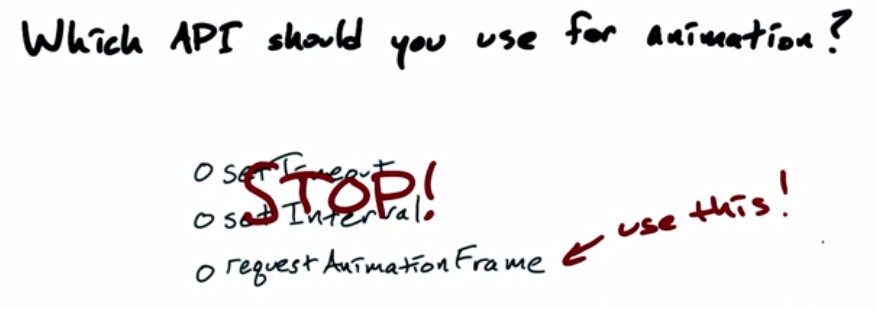 Which API should you use for animation?
O setTimeout
STOP!
O setInterval
use this!
O requestAnimationFrame